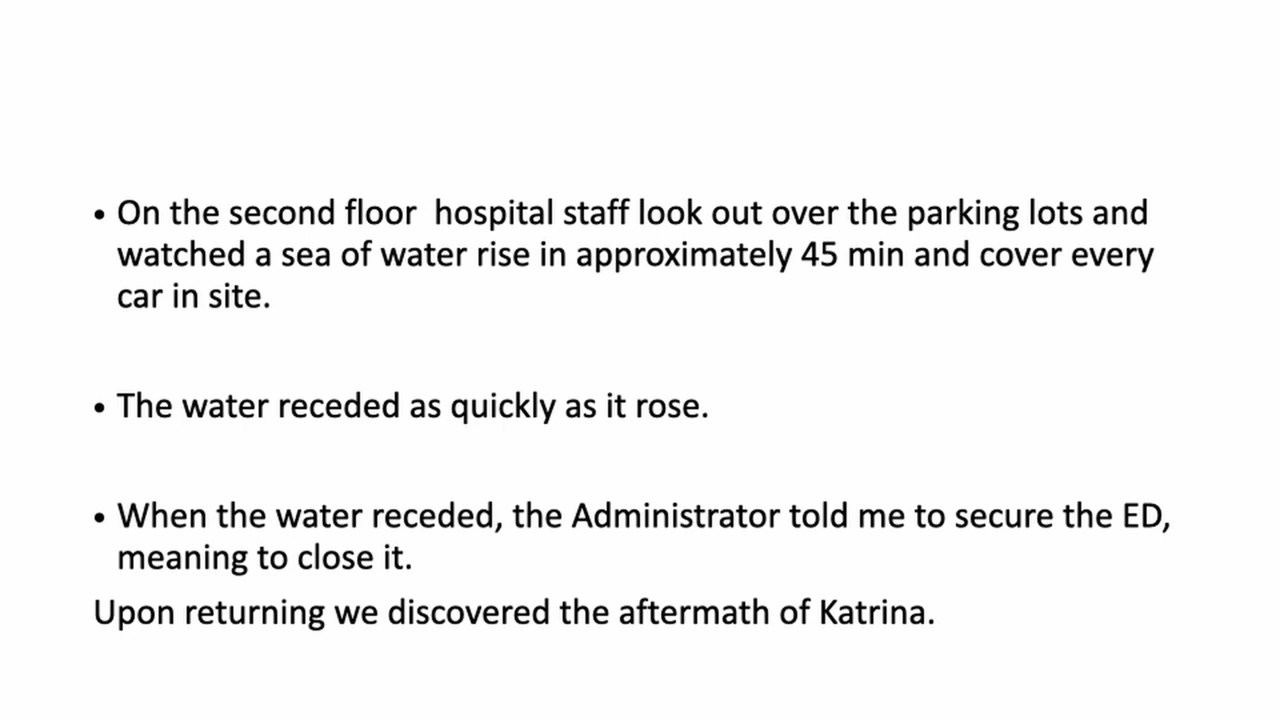 • On the second floor  hospital staff look out over the parking lots and
watched a sea of water rise in approximately 45 min and cover every
car in site.
• The water receded as quickly as it rose.
• When the water receded, the Administrator told me to secure the ED,
meaning to close it.
Upon returning we discovered the aftermath of Katrina.